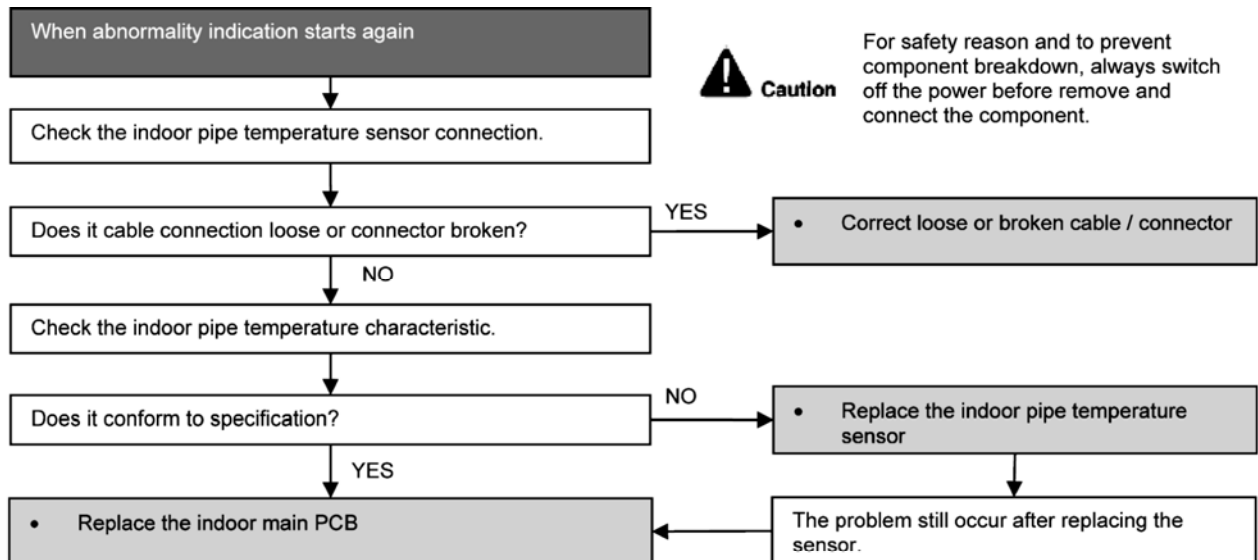 When abnormality indication starts again
Caution
For safety reason and to prevent
component breakdown, always switch
off the power before remove and
connect the component.
Check the indoor pipe temperature sensor connection.
Does it cable connection loose or connector broken?
YES
• Correct loose or broken cable / connector
NO
Check the indoor pipe temperature characteristic.
Does it conform to specification?
NO
• Replace the indoor pipe temperature
sensor
YES
• Replace the indoor main PCB
The problem still occur after replacing the
sensor.